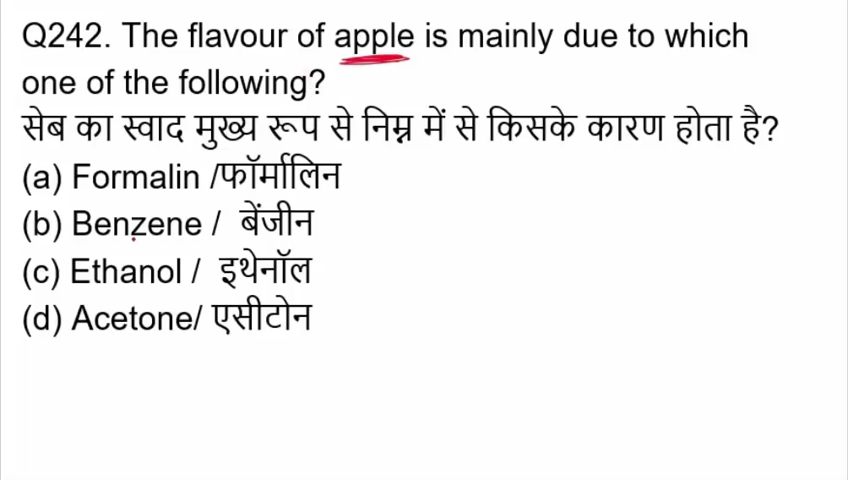 Q242. The flavour of apple is mainly due to which
one of the following?
सेब का स्वाद मुख्य रूप से निम्न में से किसके कारण होता है?
(a) Formalin /फॉर्मालिन
(b) Benzene / बेंजीन
(c) Ethanol / इथेनॉल
(d) Acetone/ एसीटोन